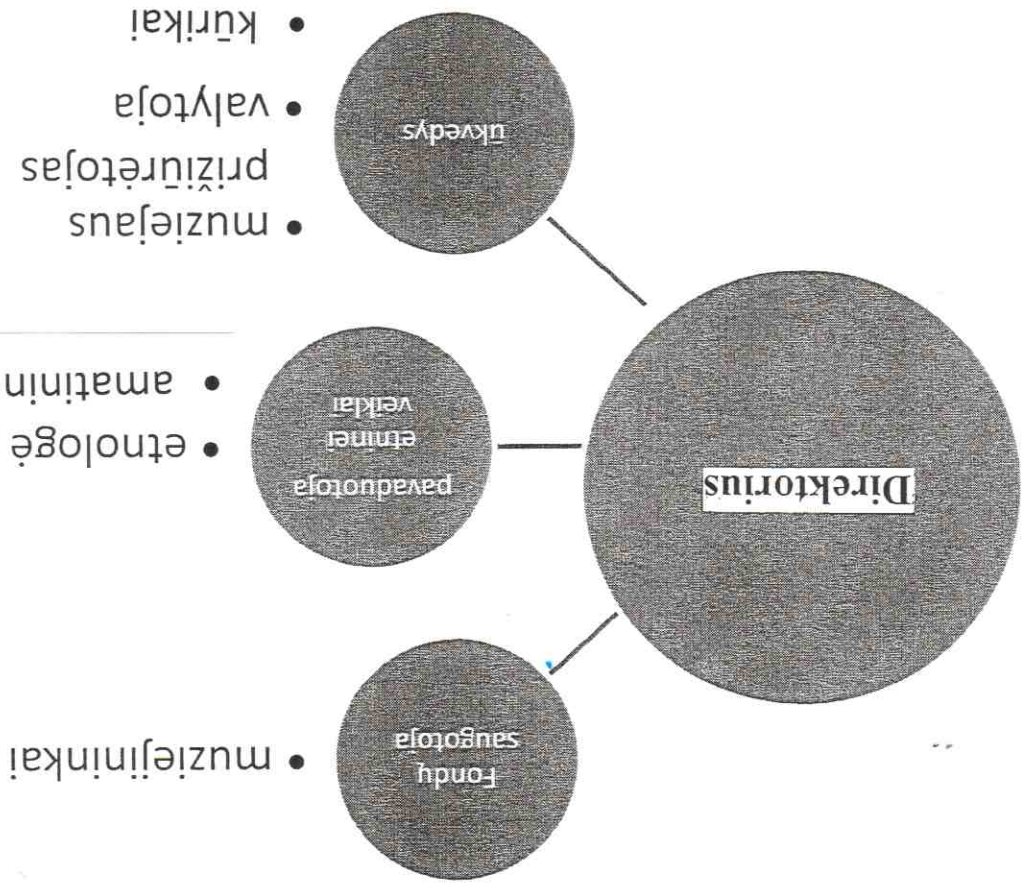 Fondų
saugotoja
• muziejininkai
Direktorius
pavaduotoja
etninei
veiklai
• etnologė
• amatinin
ūkvedys
• muziejaus
prižiūrėtojas
• valytoja
• kūrikai